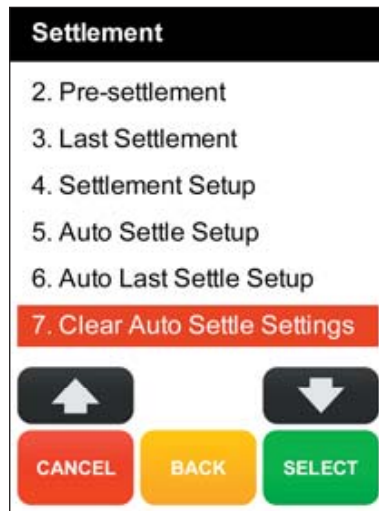 Settlement
2. Pre-settlement
3. Last Settlement
4. Settlement Setup
5. Auto Settle Setup
6. Auto Last Settle Setup
7. Clear Auto Settle Settings
CANCEL BACK SELECT